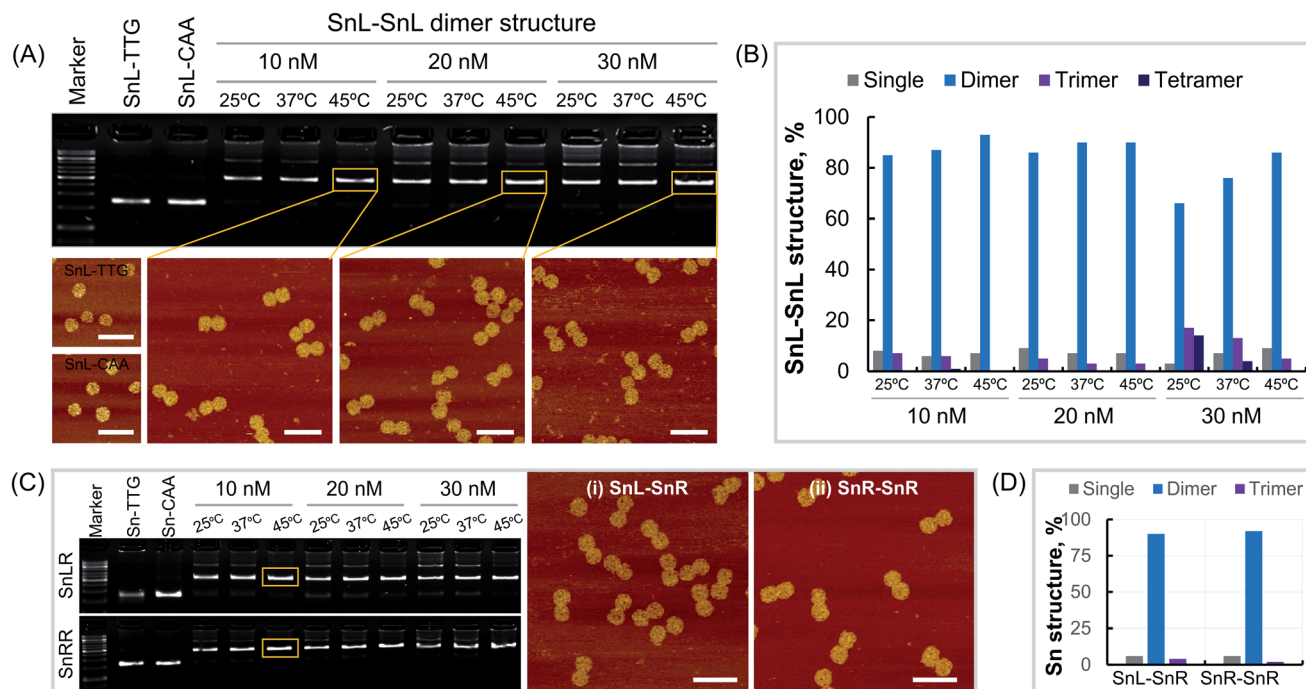 (A)
SnL-SnL dimer structure
Marker
SnL-TTG
SnL-CAA
10 nM
20 nM
30 nM
25ºC 37ºC 45ºC 25ºC 37ºC 45ºC 25ºC 37ºC 45ºC
SnL-TTG
SnL-CAA
(B)
Single Dimer Trimer Tetramer
SnL-SnL structure, %
100
80
60
40
20
0
25ºC 37ºC 45ºC 25ºC 37ºC 45ºC 25ºC 37ºC 45ºC
10 nM 20 nM 30 nM
(C)
Marker
Sn-TTG
Sn-CAA
10 nM 20 nM 30 nM
25ºC 37ºC 45ºC 25ºC 37ºC 45ºC 25ºC 37ºC 45ºC
SnLR
SnRR
(i) SnL-SnR
(ii) SnR-SnR
(D)
Single Dimer Trimer
Sn structure, %
100
75
50
25
0
SnL-SnR SnR-SnR